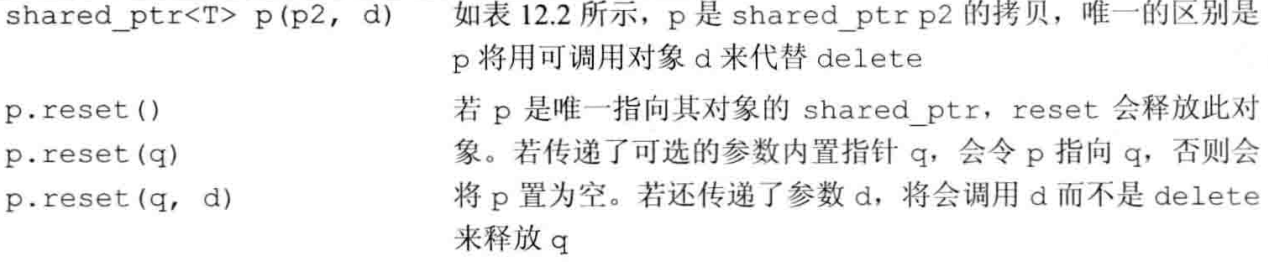 shared_ptr<T> p(p2, d) 如表 12.2 所示，p 是 shared_ptr p2 的拷贝，唯一的区别是
p 将用可调用对象 d 来代替 delete
p.reset() 若 p 是唯一指向其对象的 shared_ptr，reset 会释放此对
p.reset(q) 象。若传递了可选的参数内置指针 q，会令 p 指向 q，否则会
p.reset(q, d) 将 p 置为空。若还传递了参数 d，将会调用 d 而不是 delete
来释放 q